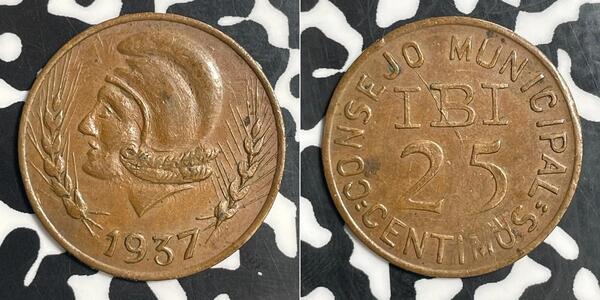 1937
CONSEJO MUNICIPAL
IBI
25
CENTIMOS